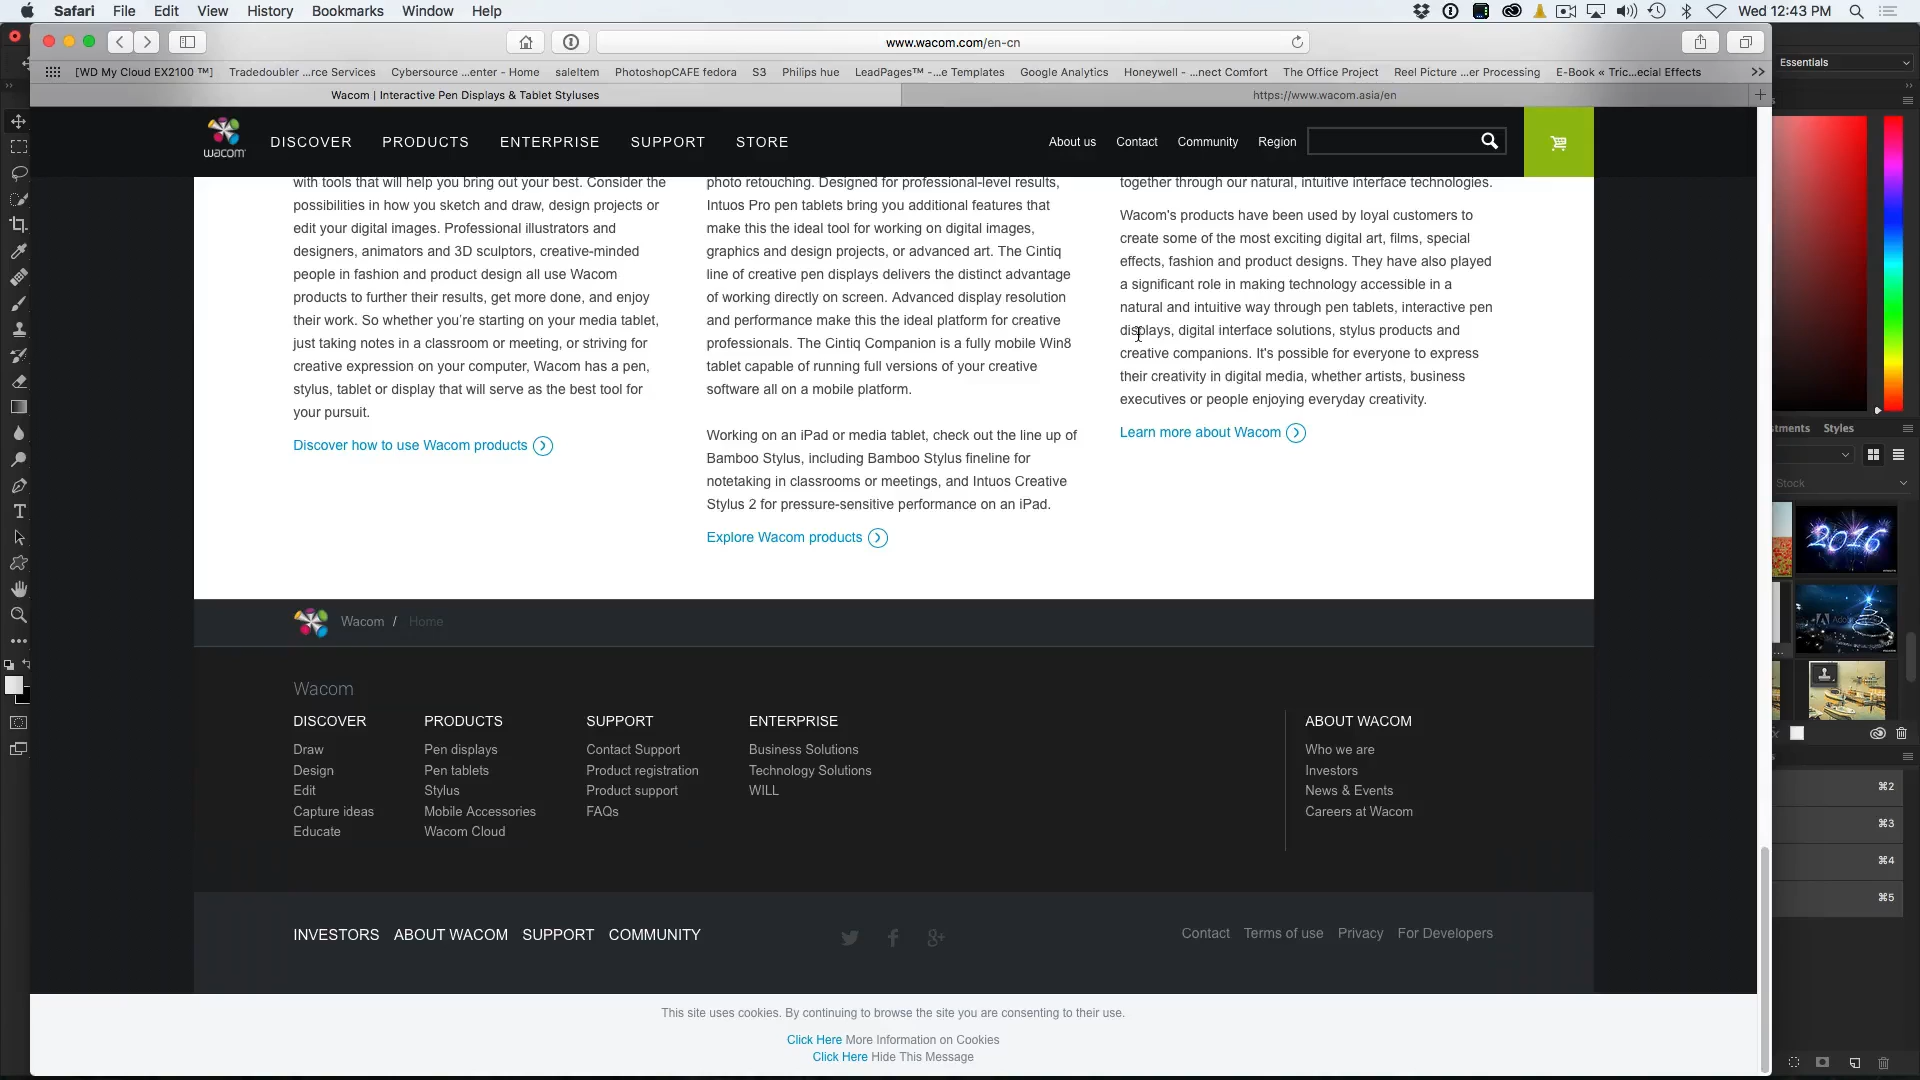 Safari File Edit View History Bookmarks Window Help
Wed 12:43 PM
www.wacom.com/en-cn
[WD My Cloud EX2100 ™] Tradedoubler ...rce Services Cybersource ...enter - Home saleItem PhotoshopCAFE fedora S3 Philips hue LeadPages™ -...e Templates Google Analytics Honeywell - ...nect Comfort The Office Project Reel Picture ...er Processing E-Book « Tric...ecial Effects
Wacom | Interactive Pen Displays & Tablet Styluses
https://www.wacom.asia/en
Essentials
wacom
DISCOVER PRODUCTS ENTERPRISE SUPPORT STORE
About us Contact Community Region
with tools that will help you bring out your best. Consider the
possibilities in how you sketch and draw, design projects or
edit your digital images. Professional illustrators and
designers, animators and 3D sculptors, creative-minded
people in fashion and product design all use Wacom
products to further their results, get more done, and enjoy
their work. So whether you're starting on your media tablet,
just taking notes in a classroom or meeting, or striving for
creative expression on your computer, Wacom has a pen,
stylus, tablet or display that will serve as the best tool for
your pursuit.
Discover how to use Wacom products
photo retouching. Designed for professional-level results,
Intuos Pro pen tablets bring you additional features that
make this the ideal tool for working on digital images,
graphics and design projects, or advanced art. The Cintiq
line of creative pen displays delivers the distinct advantage
of working directly on screen. Advanced display resolution
and performance make this the ideal platform for creative
professionals. The Cintiq Companion is a fully mobile Win8
tablet capable of running full versions of your creative
software all on a mobile platform.
Working on an iPad or media tablet, check out the line up of
Bamboo Stylus, including Bamboo Stylus fineline for
notetaking in classrooms or meetings, and Intuos Creative
Stylus 2 for pressure-sensitive performance on an iPad.
Explore Wacom products
together through our natural, intuitive interface technologies.
Wacom's products have been used by loyal customers to
create some of the most exciting digital art, films, special
effects, fashion and product designs. They have also played
a significant role in making technology accessible in a
natural and intuitive way through pen tablets, interactive pen
displays, digital interface solutions, stylus products and
creative companions. It's possible for everyone to express
their creativity in digital media, whether artists, business
executives or people enjoying everyday creativity.
Learn more about Wacom
Wacom / Home
Wacom
DISCOVER
Draw
Design
Edit
Capture ideas
Educate
PRODUCTS
Pen displays
Pen tablets
Stylus
Mobile Accessories
Wacom Cloud
SUPPORT
Contact Support
Product registration
Product support
FAQs
ENTERPRISE
Business Solutions
Technology Solutions
WILL
ABOUT WACOM
Who we are
Investors
News & Events
Careers at Wacom
INVESTORS ABOUT WACOM SUPPORT COMMUNITY
Contact Terms of use Privacy For Developers
This site uses cookies. By continuing to browse the site you are consenting to their use.
Click Here More Information on Cookies
Click Here Hide This Message
stments Styles
Stock
2016
⌘2
⌘3
⌘4
⌘5